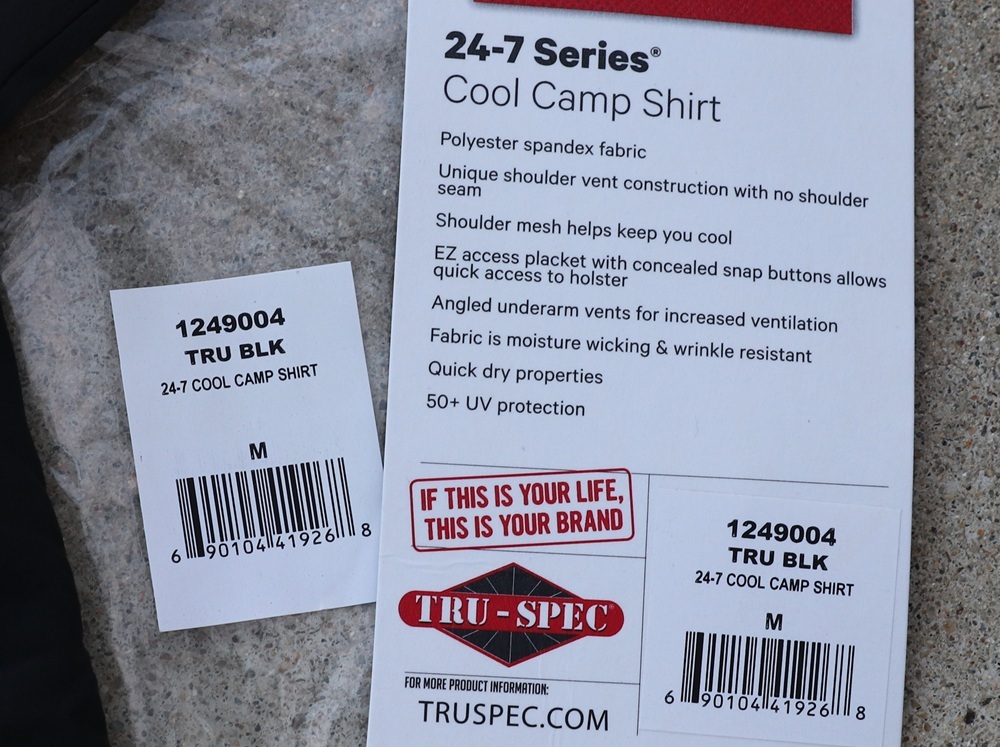 24-7 Series®
Cool Camp Shirt
Polyester spandex fabric
Unique shoulder vent construction with no shoulder
seam
Shoulder mesh helps keep you cool
EZ access placket with concealed snap buttons allows
quick access to holster
Angled underarm vents for increased ventilation
Fabric is moisture wicking & wrinkle resistant
Quick dry properties
50+ UV protection
IF THIS IS YOUR LIFE,
THIS IS YOUR BRAND
TRU-SPEC®
FOR MORE PRODUCT INFORMATION:
TRUSPEC.COM
1249004
TRU BLK
24-7 COOL CAMP SHIRT
M
6 90104 41926 8
1249004
TRU BLK
24-7 COOL CAMP SHIRT
M
6 90104 41926 8